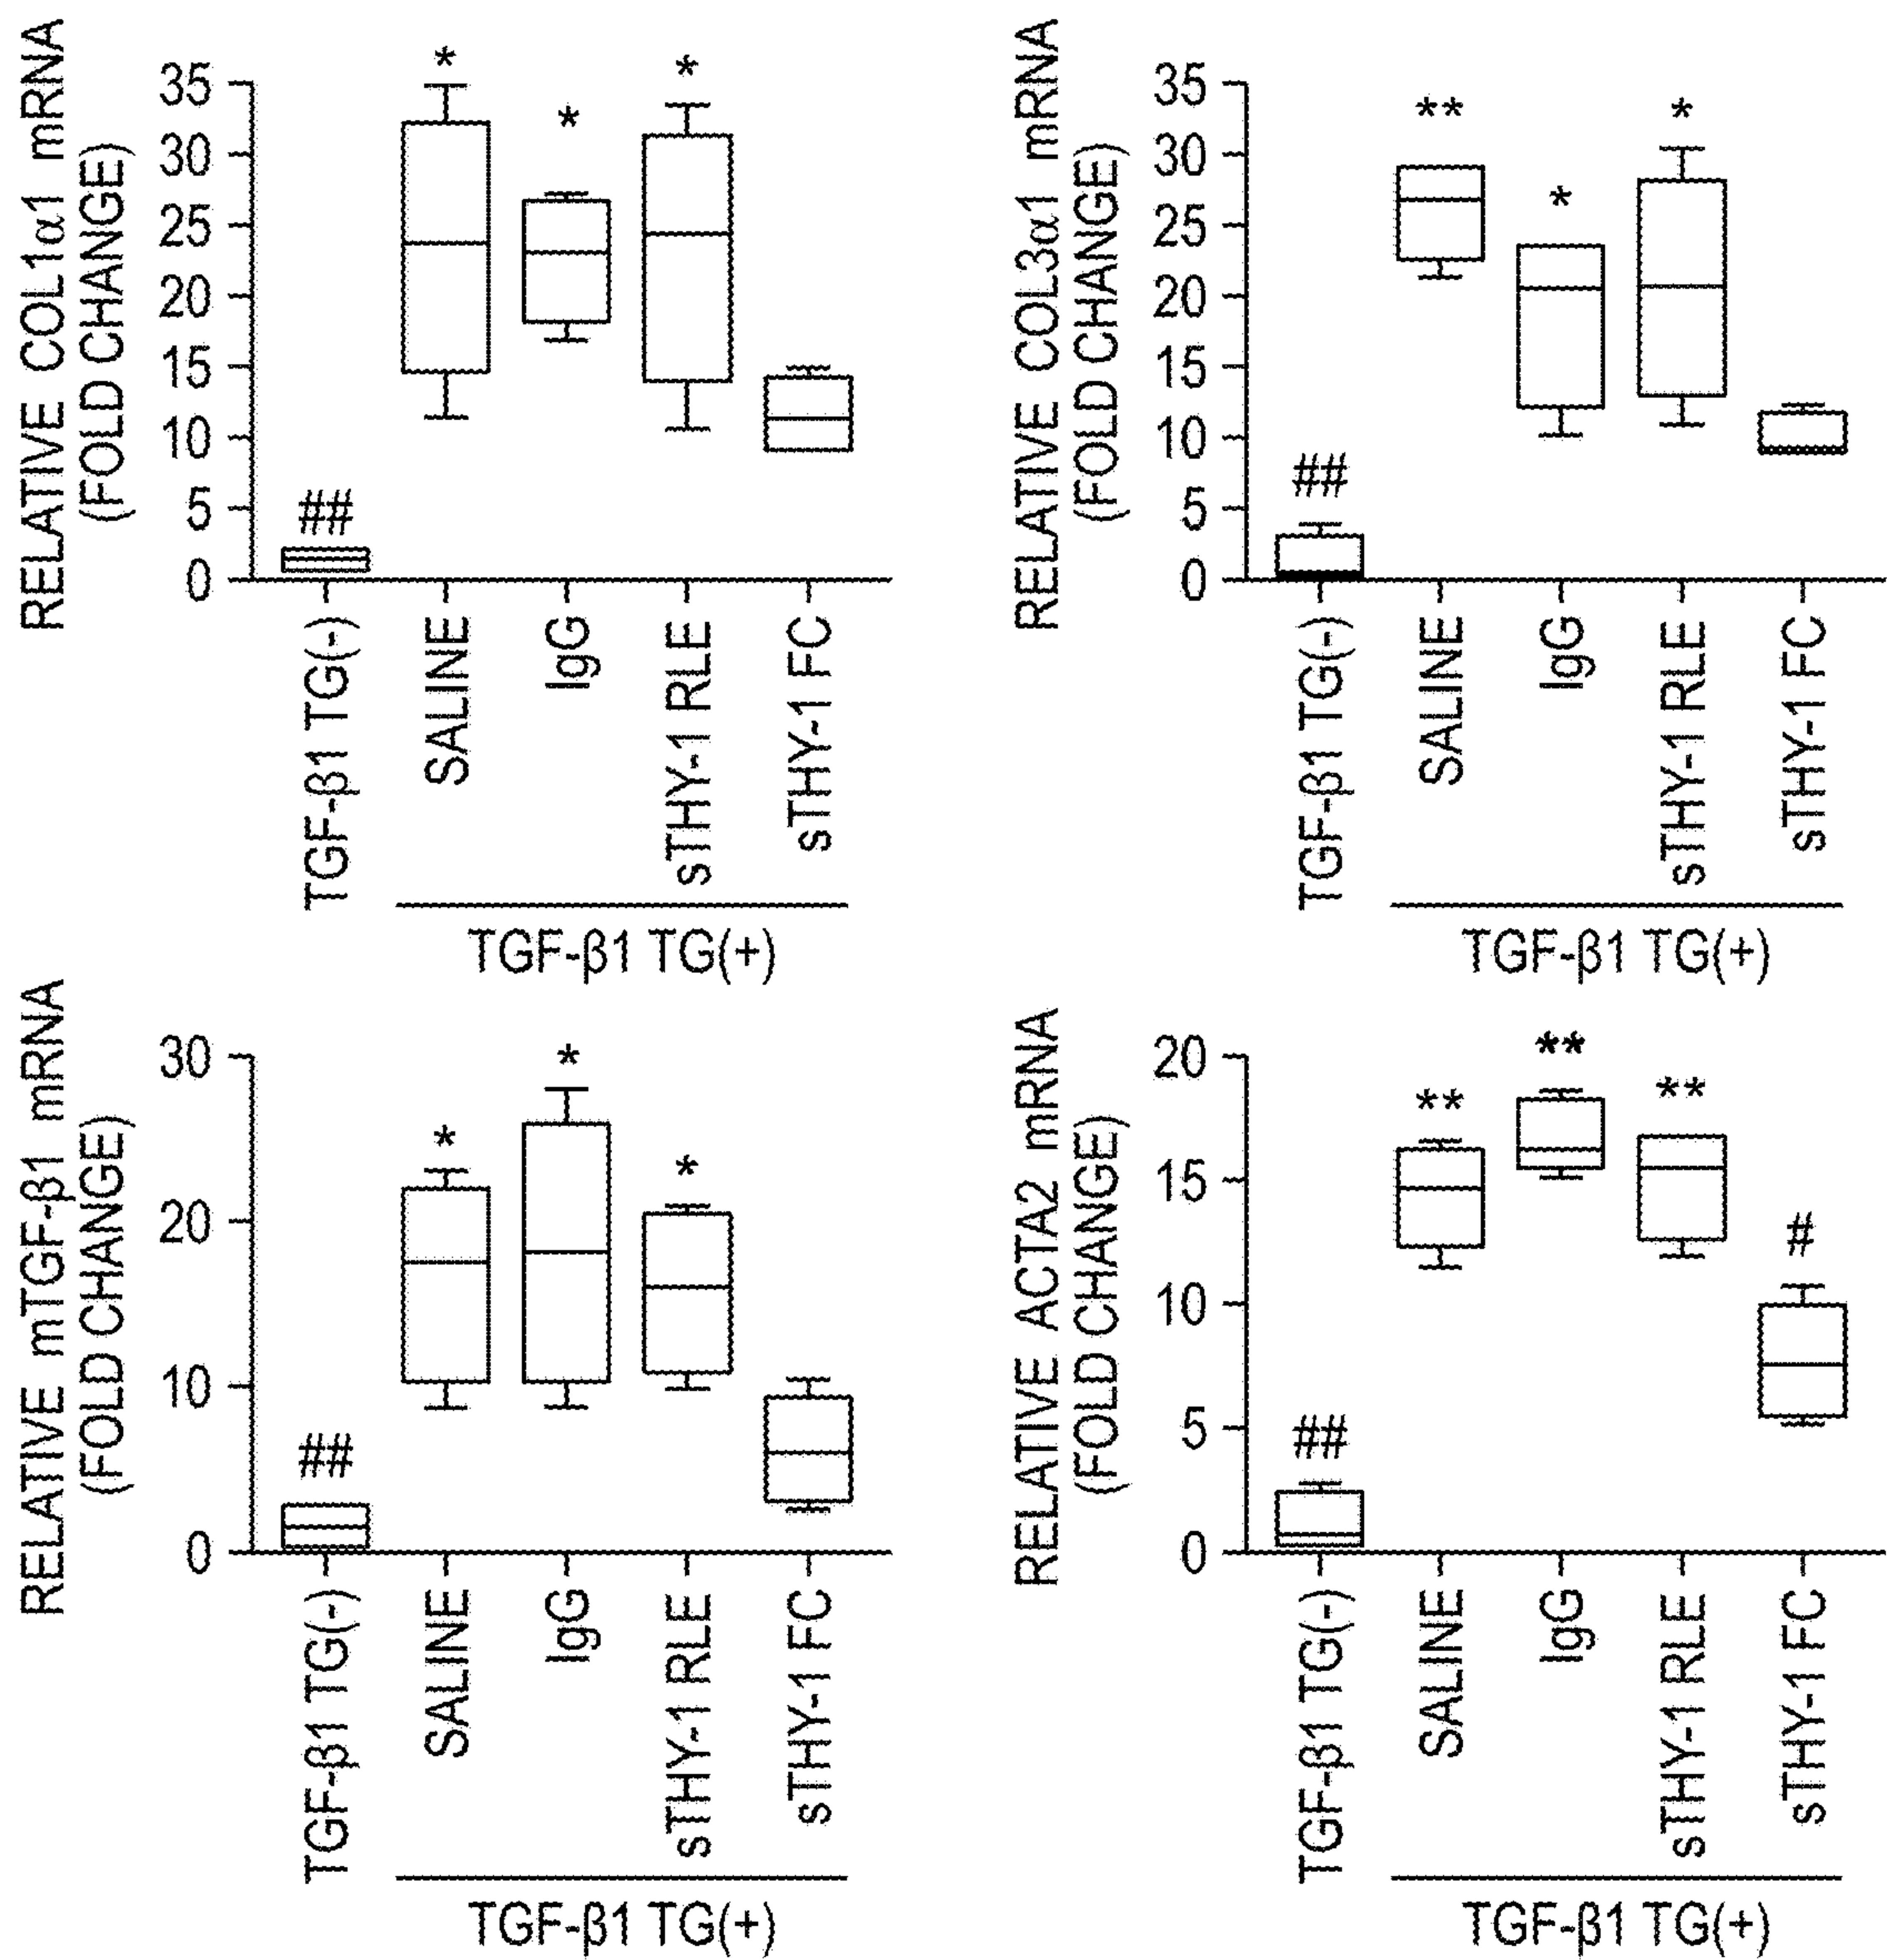 RELATIVE COL1α1 mRNA
(FOLD CHANGE)
35
30
25
20
15
10
5
0
##
*
*
*
TGF-β1 TG(-)
SALINE
IgG
sTHY-1 RLE
sTHY-1 FC
TGF-β1 TG(+)
RELATIVE COL3α1 mRNA
(FOLD CHANGE)
35
30
25
20
15
10
5
0
##
**
*
*
TGF-β1 TG(-)
SALINE
IgG
sTHY-1 RLE
sTHY-1 FC
TGF-β1 TG(+)
RELATIVE mTGF-β1 mRNA
(FOLD CHANGE)
30
20
10
0
##
*
*
*
TGF-β1 TG(-)
SALINE
IgG
sTHY-1 RLE
sTHY-1 FC
TGF-β1 TG(+)
RELATIVE ACTA2 mRNA
(FOLD CHANGE)
20
15
10
5
0
##
**
**
**
#
TGF-β1 TG(-)
SALINE
IgG
sTHY-1 RLE
sTHY-1 FC
TGF-β1 TG(+)